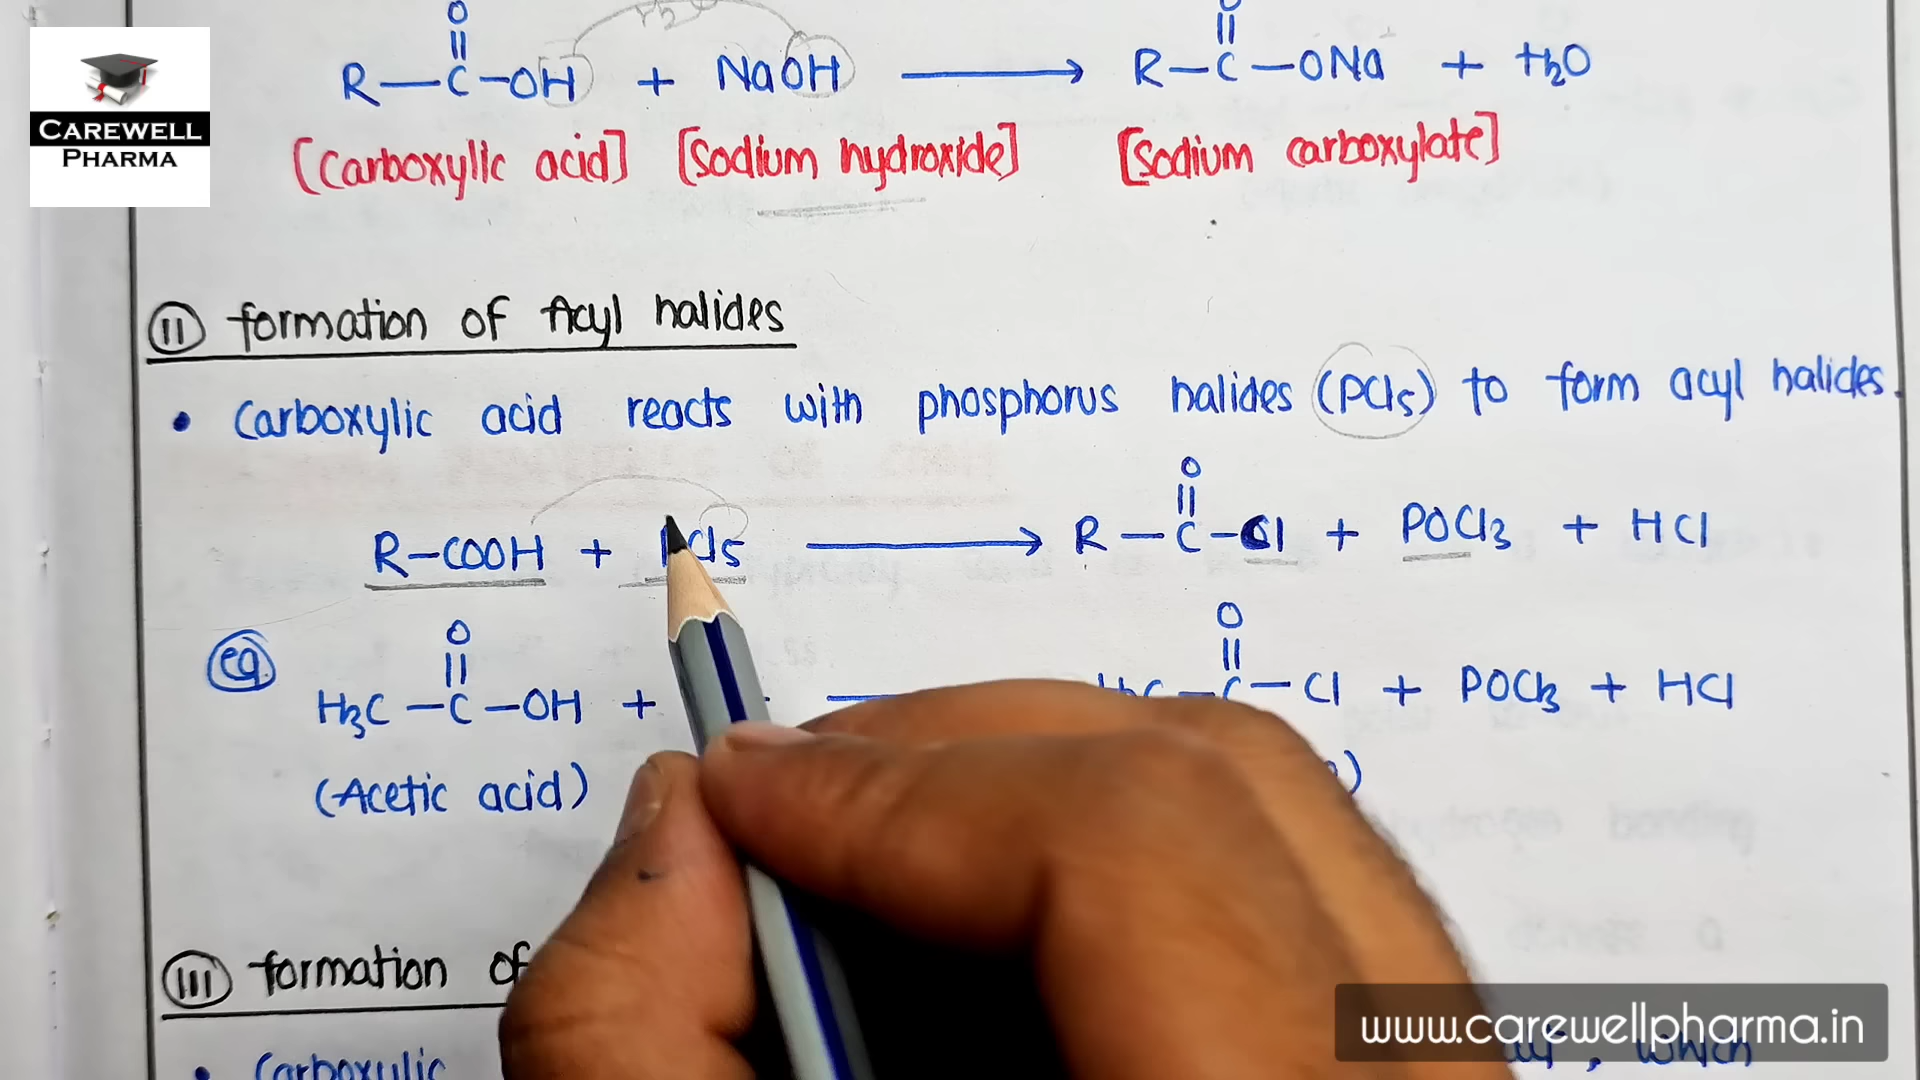 CAREWELL
PHARMA
O
R-C-OH + NaOH → R-C-ONa + H2O
[Carboxylic acid] [Sodium hydroxide] [Sodium carboxylate]
II formation of Acyl halides
• Carboxylic acid reacts with phosphorus halides (PCl5) to form acyl halides.
O
R-COOH + PCl5 → R-C-Cl + POCl3 + HCl
eg
O O
H3C-C-OH + C-Cl + POCl3 + HCl
(Acetic acid)
III formation of
• Carboxylic , which
www.carewellpharma.in